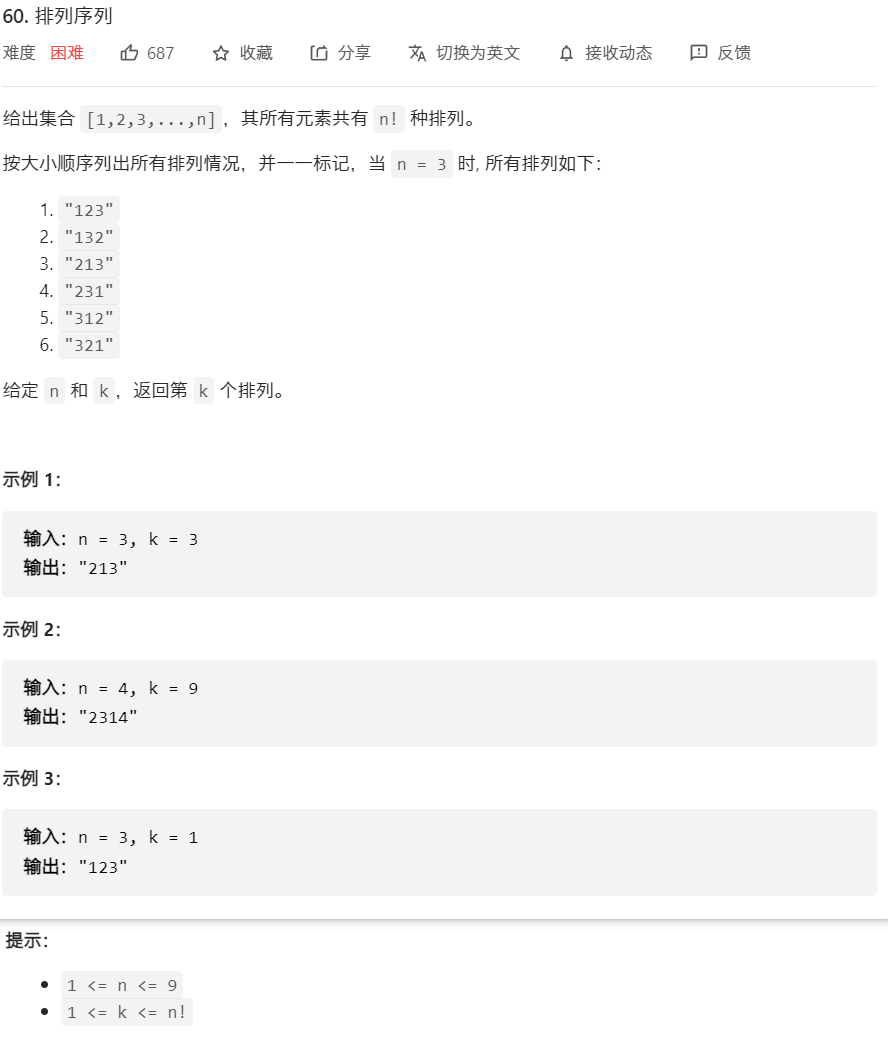 60. 排列序列
难度 困难 687 收藏 分享 切换为英文 接收动态 反馈
给出集合 [1,2,3,...,n]，其所有元素共有 n! 种排列。
按大小顺序列出所有排列情况，并一一标记，当 n = 3 时, 所有排列如下：
1. "123"
2. "132"
3. "213"
4. "231"
5. "312"
6. "321"
给定 n 和 k，返回第 k 个排列。
示例 1：
输入：n = 3, k = 3
输出："213"
示例 2：
输入：n = 4, k = 9
输出："2314"
示例 3：
输入：n = 3, k = 1
输出："123"
提示：
• 1 <= n <= 9
• 1 <= k <= n!